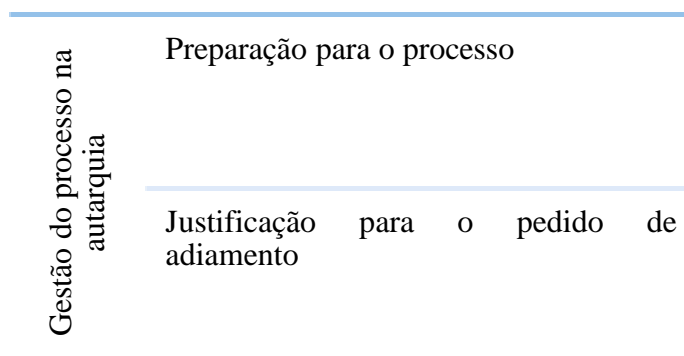 Gestão do processo na
autarquia
Preparação para o processo
Justificação para o pedido de
adiamento